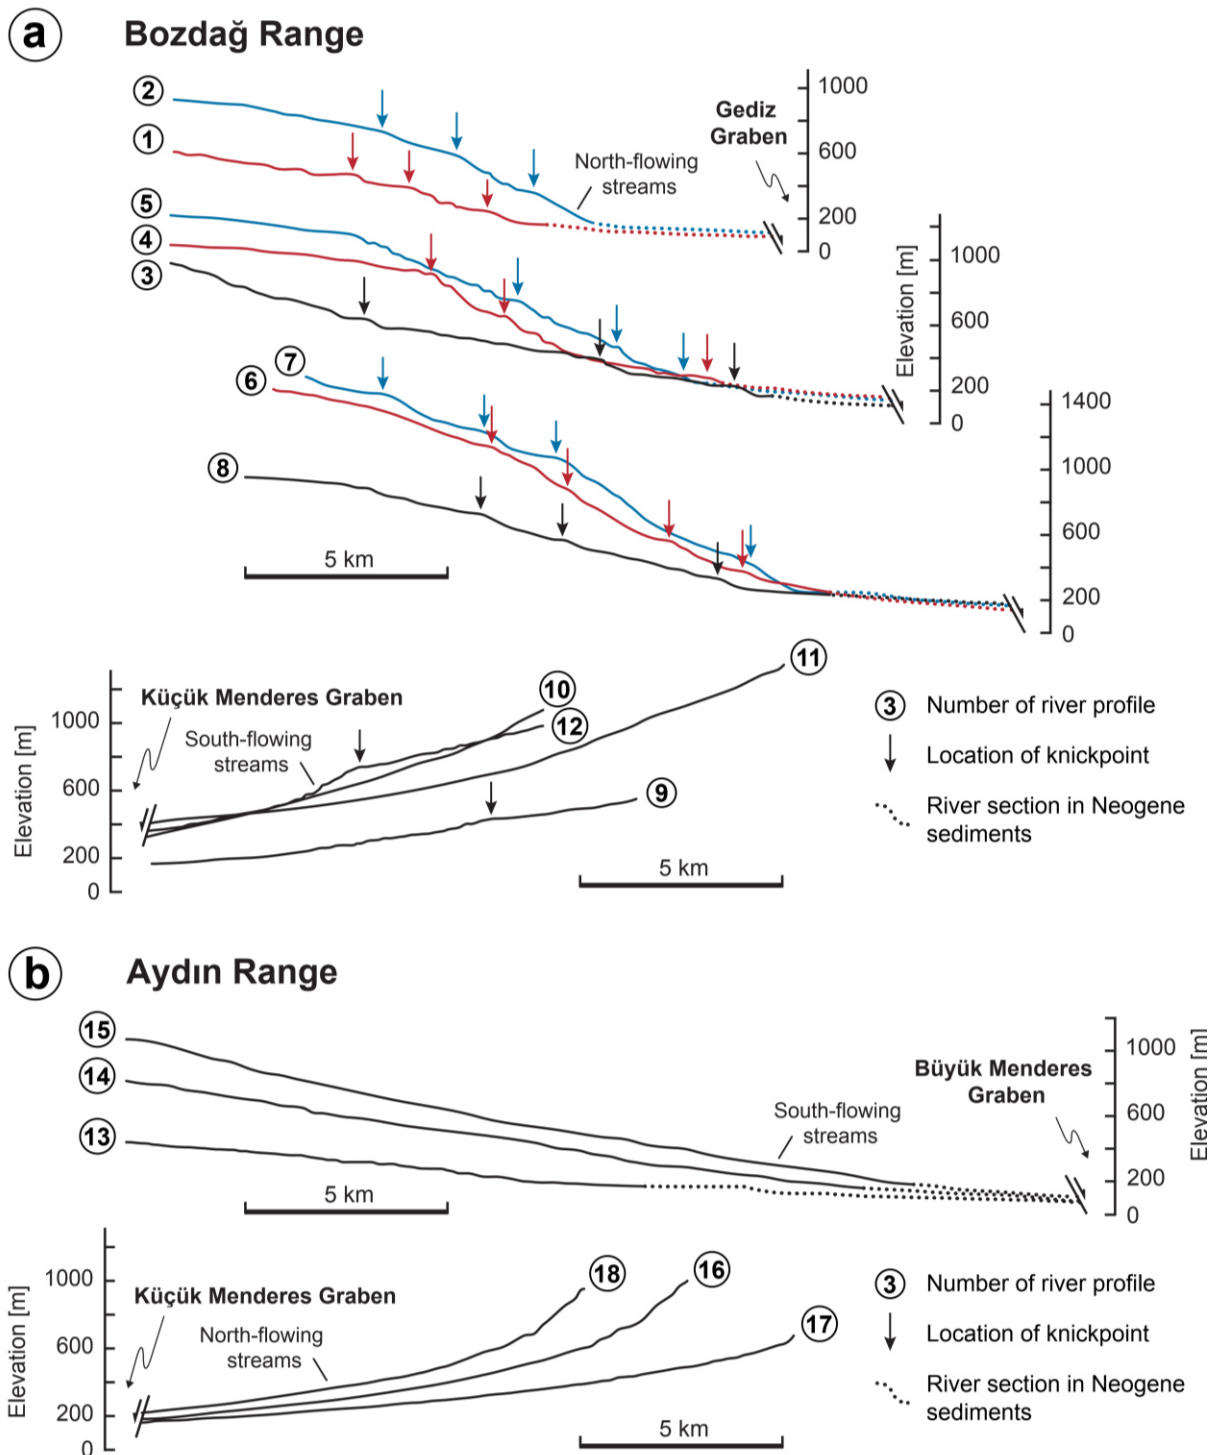 a
Bozdağ Range
2
1
5
4
3
North-flowing
streams
Gediz
Graben
1000
600
200
0
Elevation [m]
1000
600
200
0
7
6
8
1400
1000
600
200
0
5 km
Elevation [m]
1000
600
200
0
Küçük Menderes Graben
South-flowing
streams
10
12
11
9
5 km
3 Number of river profile
Location of knickpoint
River section in Neogene
sediments
b
Aydın Range
15
14
13
South-flowing
streams
Büyük Menderes
Graben
1000
600
200
0
Elevation [m]
5 km
Elevation [m]
1000
600
200
0
Küçük Menderes Graben
North-flowing
streams
18
16
17
5 km
3 Number of river profile
Location of knickpoint
River section in Neogene
sediments